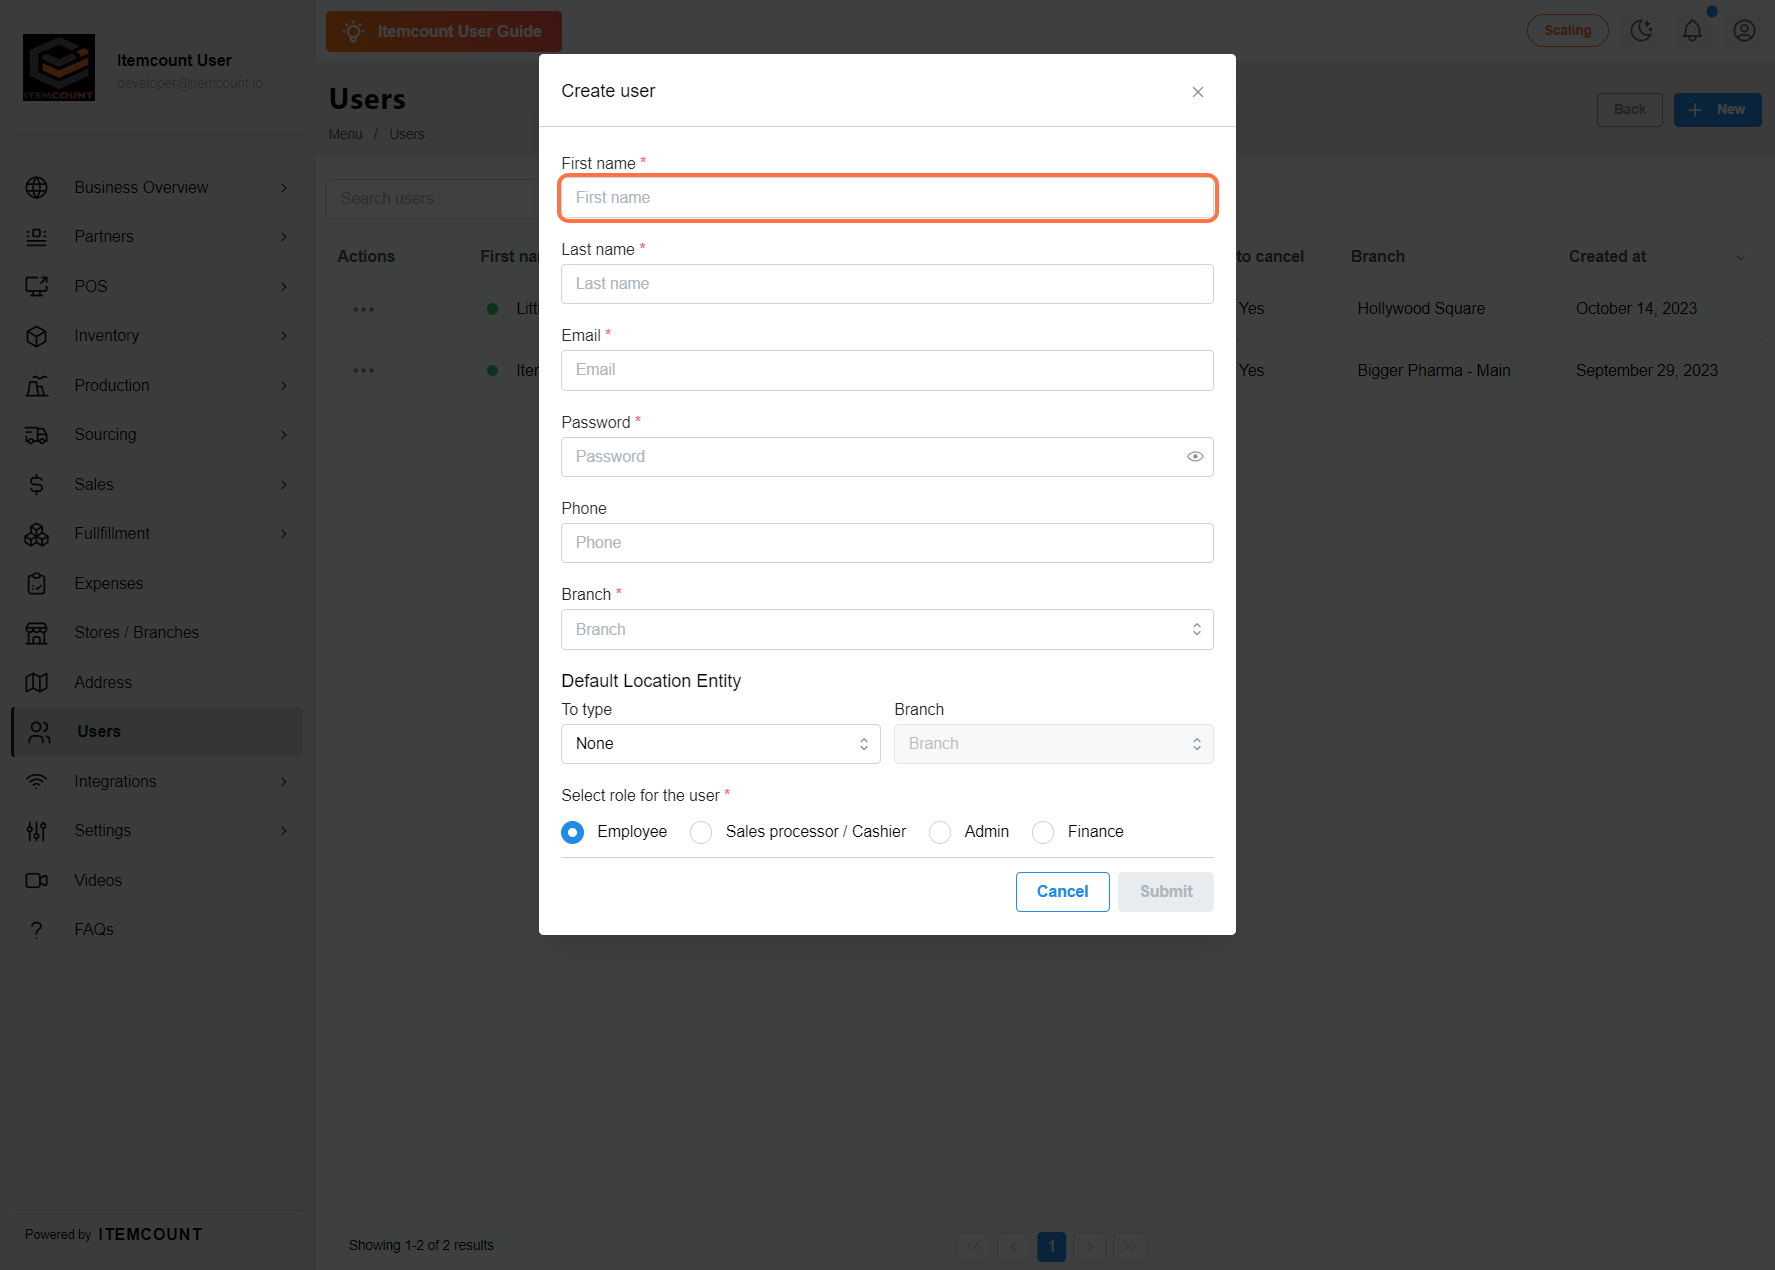 ITEMCOUNT
Itemcount User
developer@itemcount.io
Business Overview
Partners
POS
Inventory
Production
Sourcing
Sales
Fullfillment
Expenses
Stores / Branches
Address
Users
Integrations
Settings
Videos
FAQs
Powered by ITEMCOUNT
Itemcount User Guide
Scaling
Users
Menu / Users
Back
New
Search users
Actions
First na
to cancel
Branch
Created at
Litt
Yes
Hollywood Square
October 14, 2023
Iter
Yes
Bigger Pharma - Main
September 29, 2023
Showing 1-2 of 2 results
1
Create user
First name *
First name
Last name *
Last name
Email *
Email
Password *
Password
Phone
Phone
Branch *
Branch
Default Location Entity
To type
Branch
None
Branch
Select role for the user *
Employee
Sales processor / Cashier
Admin
Finance
Cancel
Submit